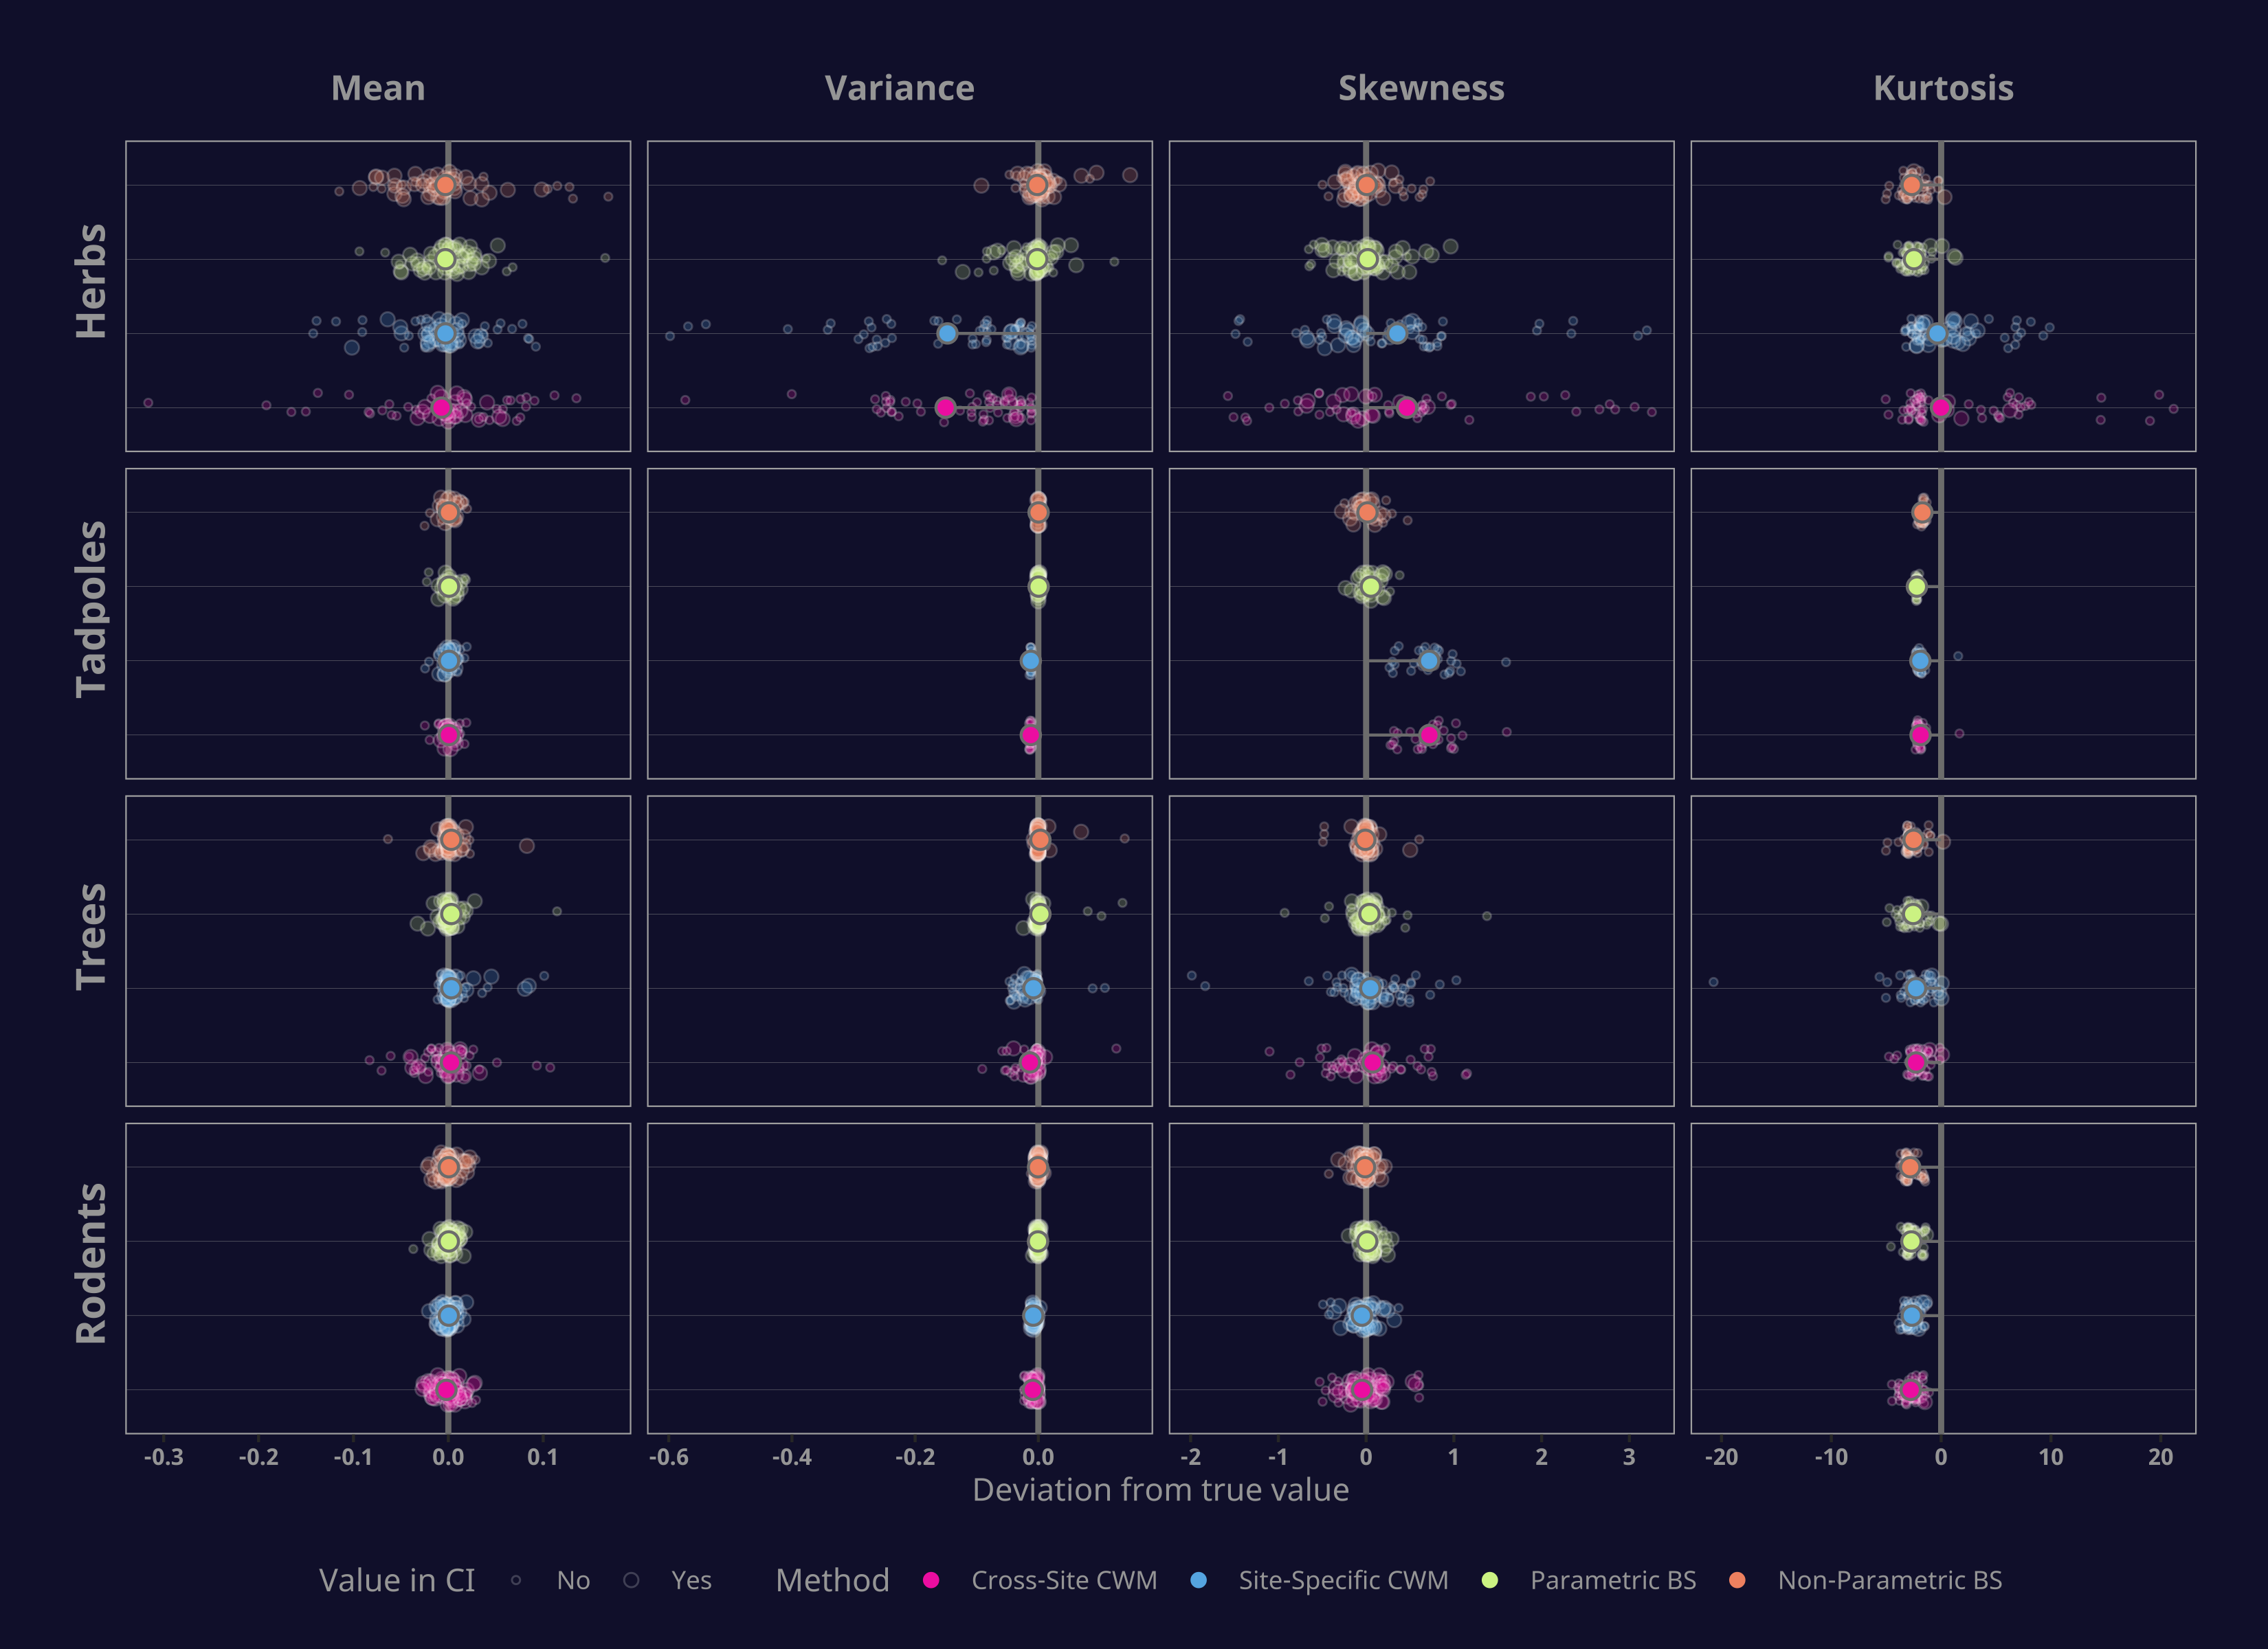 Mean Variance Skewness Kurtosis
Herbs
Tadpoles
Trees
Rodents
-0.3 -0.2 -0.1 0.0 0.1 -0.6 -0.4 -0.2 0.0 -2 -1 0 1 2 3 -20 -10 0 10 20
Deviation from true value
Value in CI No Yes Method Cross-Site CWM Site-Specific CWM Parametric BS Non-Parametric BS